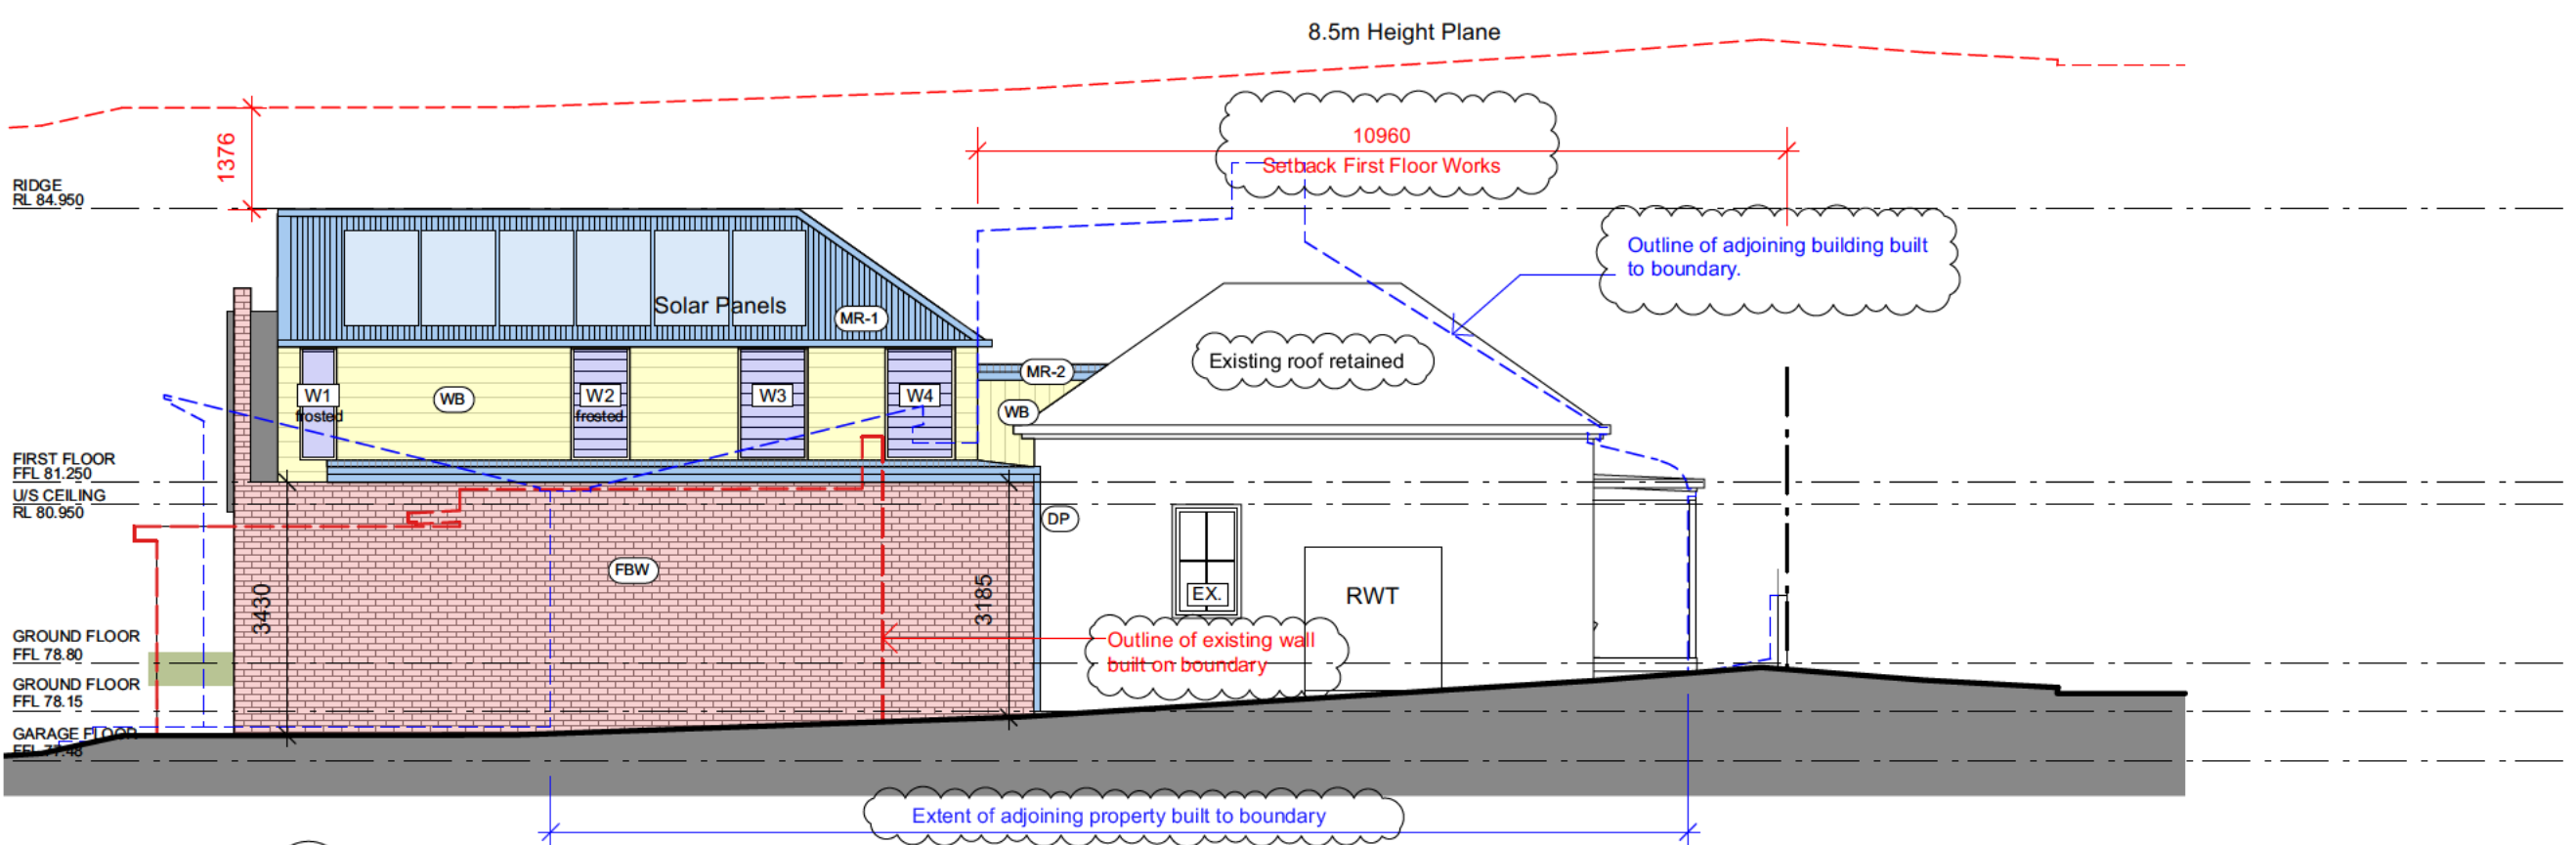 8.5m Height Plane
1376
10960
Setback First Floor Works
RIDGE
RL 84.950
Outline of adjoining building built
to boundary.
Solar Panels
MR-1
Existing roof retained
MR-2
W1
frosted
WB
W2
frosted
W3
W4
WB
FIRST FLOOR
FFL 81.250
U/S CEILING
RL 80.950
DP
FBW
3430
3185
EX.
RWT
Outline of existing wall
built on boundary
GROUND FLOOR
FFL 78.80
GROUND FLOOR
FFL 78.15
GARAGE FLOOR
FFL 77.48
Extent of adjoining property built to boundary